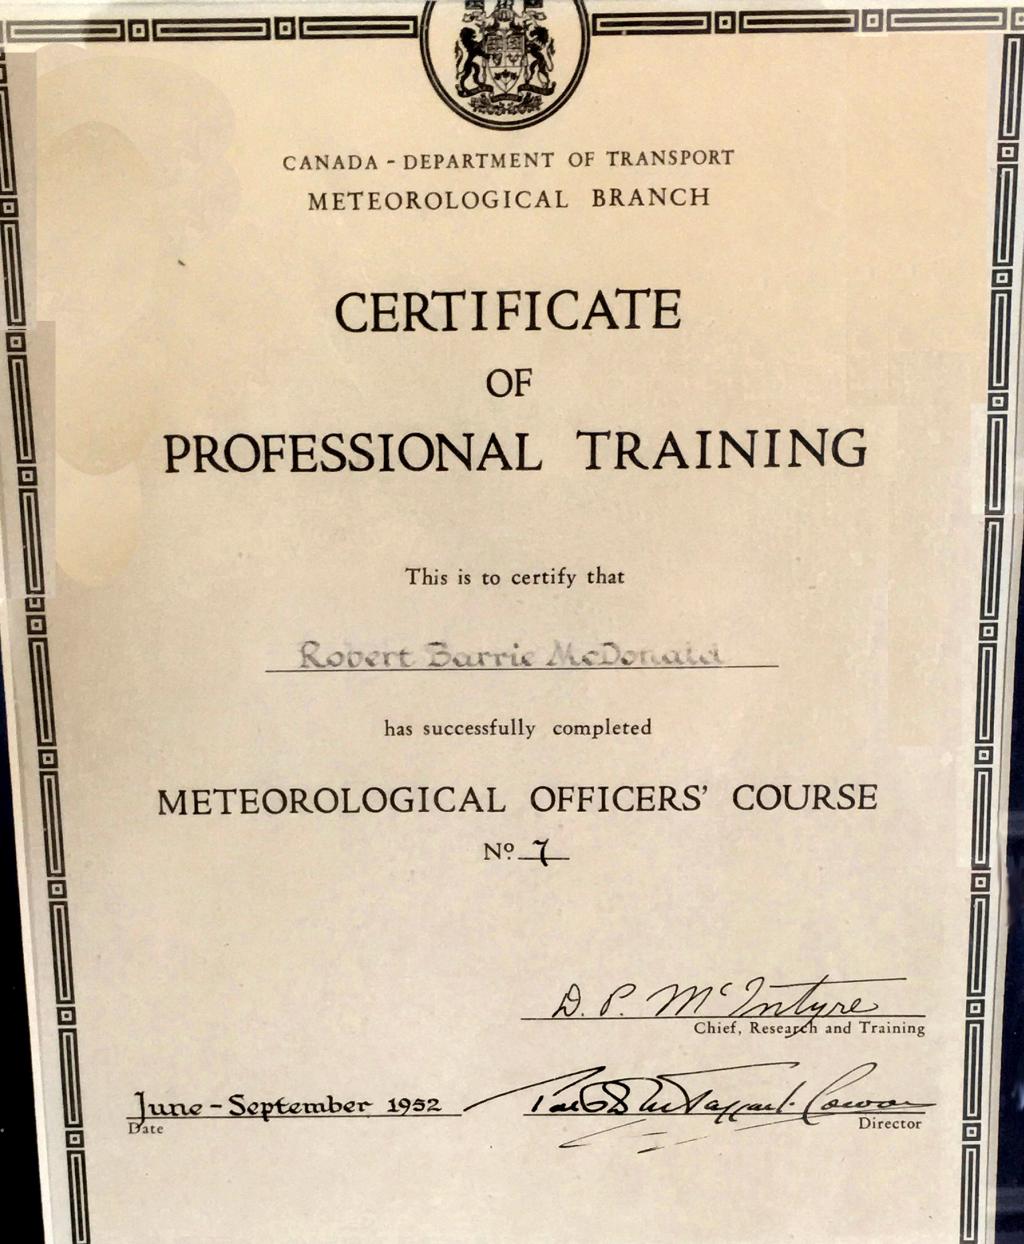 CANADA - DEPARTMENT OF TRANSPORT
METEOROLOGICAL BRANCH
CERTIFICATE
OF
PROFESSIONAL TRAINING
This is to certify that
Robert Barrie McDonald
has successfully completed
METEOROLOGICAL OFFICERS' COURSE
Nº 7
D. P. McIntyre
Chief, Research and Training
June - September 1952
Date
Director